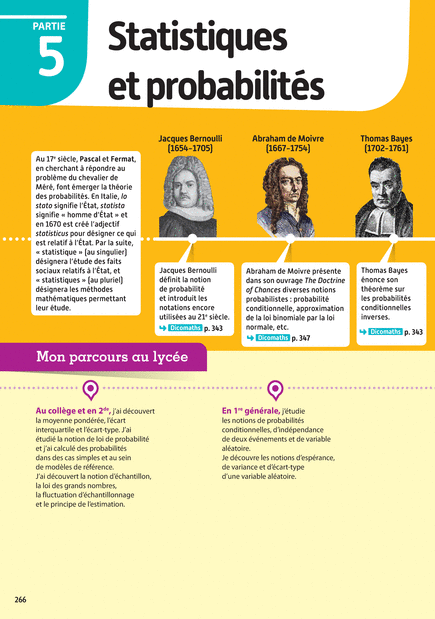 PARTIE
5
Statistiques
et probabilités
Jacques Bernoulli
(1654-1705)
Abraham de Moivre
(1667-1754)
Thomas Bayes
(1702-1761)
Au 17e siècle, Pascal et Fermat,
en cherchant à répondre au
problème du chevalier de
Méré, font émerger la théorie
des probabilités. En Italie, lo
stato signifie l'État, statista
signifie « homme d'État » et
en 1670 est créé l'adjectif
statisticus pour désigner ce qui
est relatif à l'État. Par la suite,
« statistique » (au singulier)
désignera l'étude des faits
sociaux relatifs à l'État, et
« statistiques » (au pluriel)
désignera les méthodes
mathématiques permettant
leur étude.
Jacques Bernoulli
définit la notion
de probabilité
et introduit les
notations encore
utilisées au 21e siècle.
Dicomaths p. 343
Abraham de Moivre présente
dans son ouvrage The Doctrine
of Chances diverses notions
probabilistes : probabilité
conditionnelle, approximation
de la loi binomiale par la loi
normale, etc.
Dicomaths p. 347
Thomas Bayes
énonce son
théorème sur
les probabilités
conditionnelles
inverses.
Dicomaths p. 343
Mon parcours au lycée
Au collège et en 2de, j'ai découvert
la moyenne pondérée, l'écart
interquartile et l'écart-type. J'ai
étudié la notion de loi de probabilité
et j'ai calculé des probabilités
dans des cas simples et au sein
de modèles de référence.
J'ai découvert la notion d'échantillon,
la loi des grands nombres,
la fluctuation d'échantillonnage
et le principe de l'estimation.
En 1re générale, j'étudie
les notions de probabilités
conditionnelles, d'indépendance
de deux événements et de variable
aléatoire.
Je découvre les notions d'espérance,
de variance et d'écart-type
d'une variable aléatoire.
266